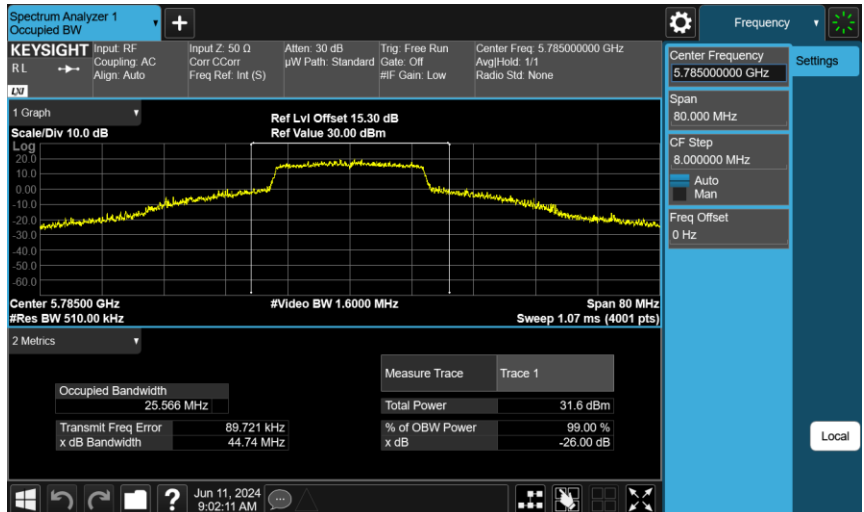 Spectrum Analyzer 1
Occupied BW
Frequency
KEYSIGHT
RL
LXI
Input: RF
Coupling: AC
Align: Auto
Input Z: 50 Ω
Corr CCorr
Freq Ref: Int (S)
Atten: 30 dB
µW Path: Standard
Trig: Free Run
Gate: Off
#IF Gain: Low
Center Freq: 5.785000000 GHz
Avg|Hold: 1/1
Radio Std: None
Center Frequency
5.785000000 GHz
Settings
Span
80.000 MHz
CF Step
8.000000 MHz
Auto
Man
Freq Offset
0 Hz
Local
1 Graph
Scale/Div 10.0 dB
Ref Lvl Offset 15.30 dB
Ref Value 30.00 dBm
Log
20.0
10.0
0.00
-10.0
-20.0
-30.0
-40.0
-50.0
-60.0
Center 5.78500 GHz
#Res BW 510.00 kHz
#Video BW 1.6000 MHz
Span 80 MHz
Sweep 1.07 ms (4001 pts)
2 Metrics
Measure Trace Trace 1
Occupied Bandwidth
25.566 MHz
Total Power 31.6 dBm
Transmit Freq Error 89.721 kHz
% of OBW Power 99.00 %
x dB Bandwidth 44.74 MHz
x dB -26.00 dB
?
Jun 11, 2024
9:02:11 AM